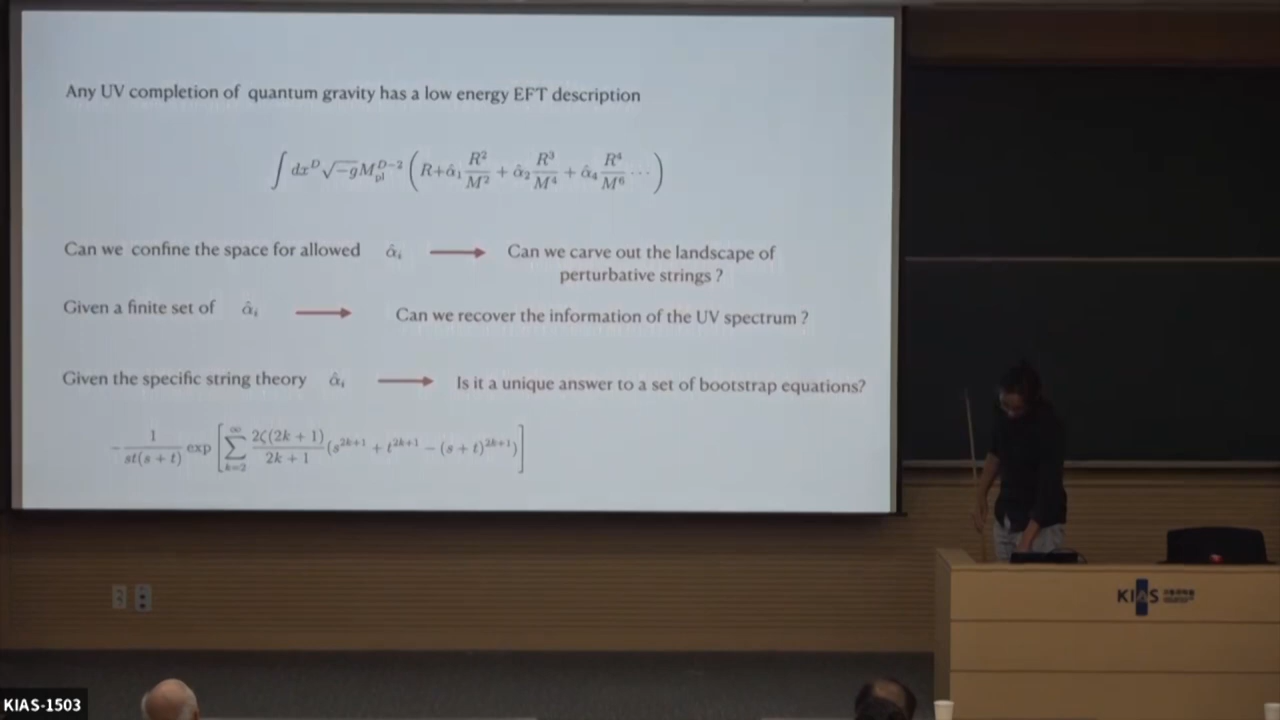 Any UV completion of quantum gravity has a low energy EFT description
∫ dx^D √−g M_pl^{D−2} ( R + α̂₁ R²/M² + α̂₂ R³/M⁴ + α̂₄ R⁴/M⁶ ⋯ )
Can we confine the space for allowed α̂ᵢ → Can we carve out the landscape of
perturbative strings ?
Given a finite set of α̂ᵢ → Can we recover the information of the UV spectrum ?
Given the specific string theory α̂ᵢ → Is it a unique answer to a set of bootstrap equations?
− 1/(st(s + t)) exp [ ∑_{k=2}^{∞} 2ζ(2k + 1)/(2k + 1) (s^{2k+1} + t^{2k+1} − (s + t)^{2k+1}) ]
KIAS
KIAS-1503